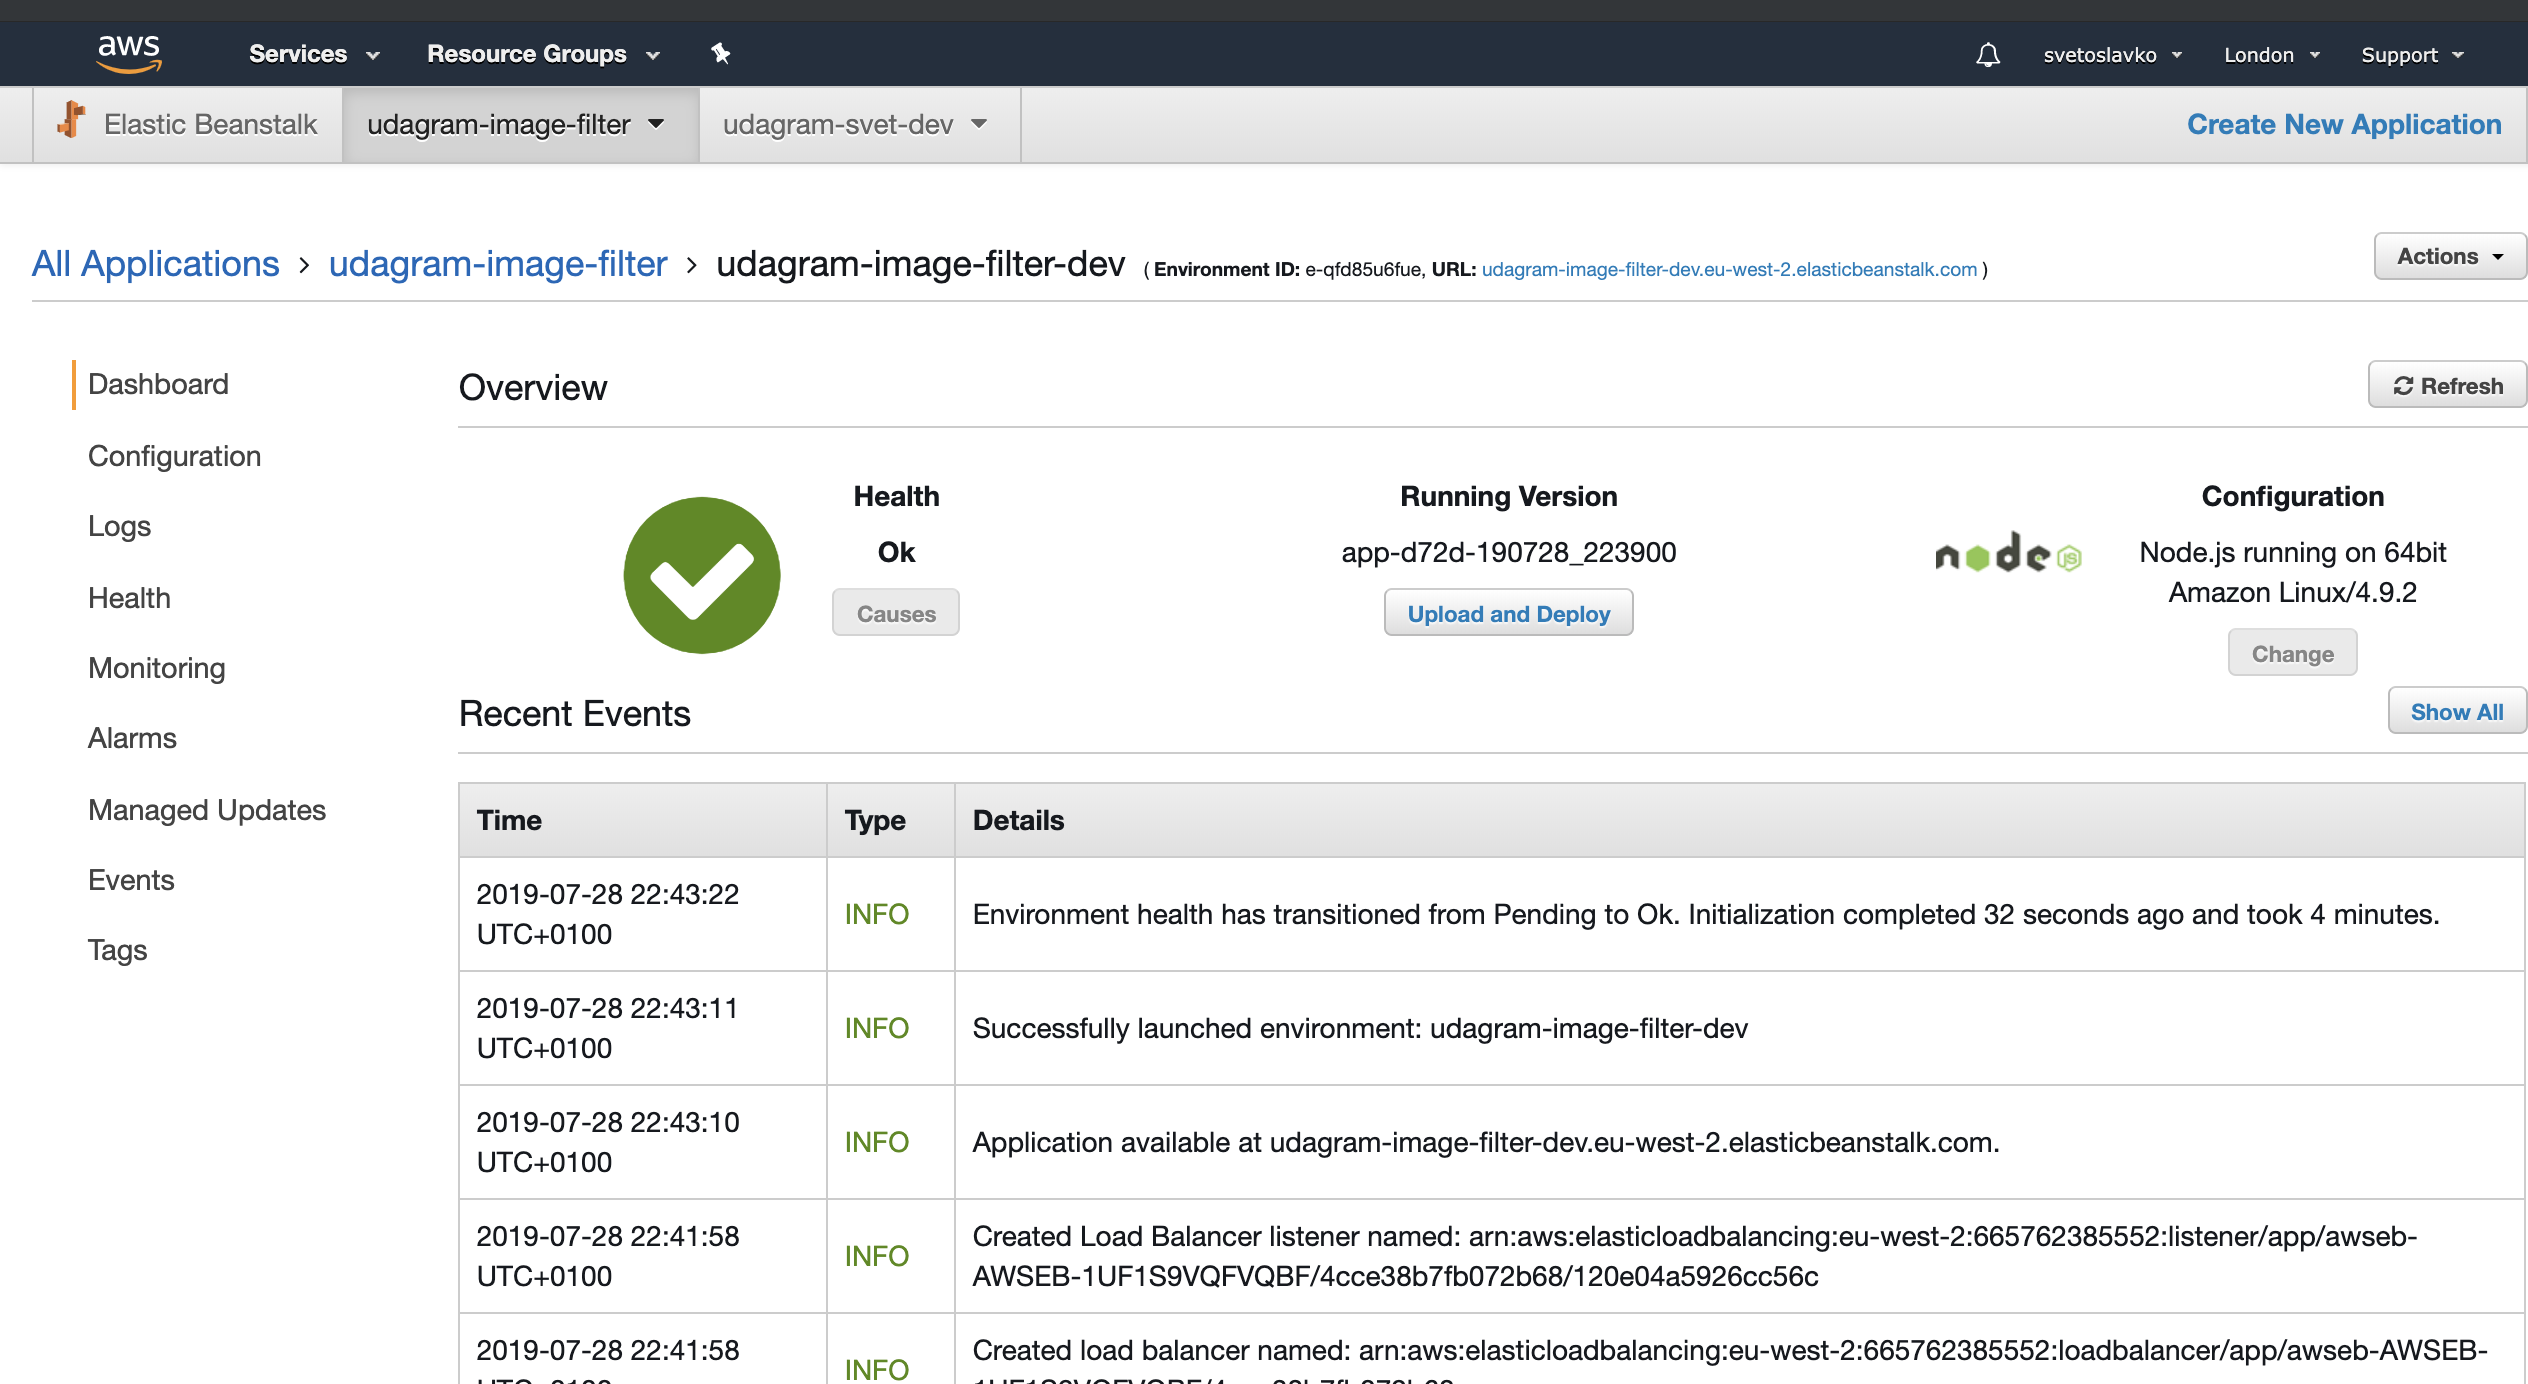 aws Services Resource Groups svetoslavko London Support
Elastic Beanstalk udagram-image-filter udagram-svet-dev Create New Application
All Applications › udagram-image-filter › udagram-image-filter-dev ( Environment ID: e-qfd85u6fue, URL: udagram-image-filter-dev.eu-west-2.elasticbeanstalk.com )
Actions
Dashboard
Configuration
Logs
Health
Monitoring
Alarms
Managed Updates
Events
Tags
Overview
Refresh
Health
Ok
Causes
Running Version
app-d72d-190728_223900
Upload and Deploy
node JS
Configuration
Node.js running on 64bit
Amazon Linux/4.9.2
Change
Recent Events
Show All
Time Type Details
2019-07-28 22:43:22
UTC+0100
INFO
Environment health has transitioned from Pending to Ok. Initialization completed 32 seconds ago and took 4 minutes.
2019-07-28 22:43:11
UTC+0100
INFO
Successfully launched environment: udagram-image-filter-dev
2019-07-28 22:43:10
UTC+0100
INFO
Application available at udagram-image-filter-dev.eu-west-2.elasticbeanstalk.com.
2019-07-28 22:41:58
UTC+0100
INFO
Created Load Balancer listener named: arn:aws:elasticloadbalancing:eu-west-2:665762385552:listener/app/awseb-
AWSEB-1UF1S9VQFVQBF/4cce38b7fb072b68/120e04a5926cc56c
2019-07-28 22:41:58
UTC+0100
INFO
Created load balancer named: arn:aws:elasticloadbalancing:eu-west-2:665762385552:loadbalancer/app/awseb-AWSEB-